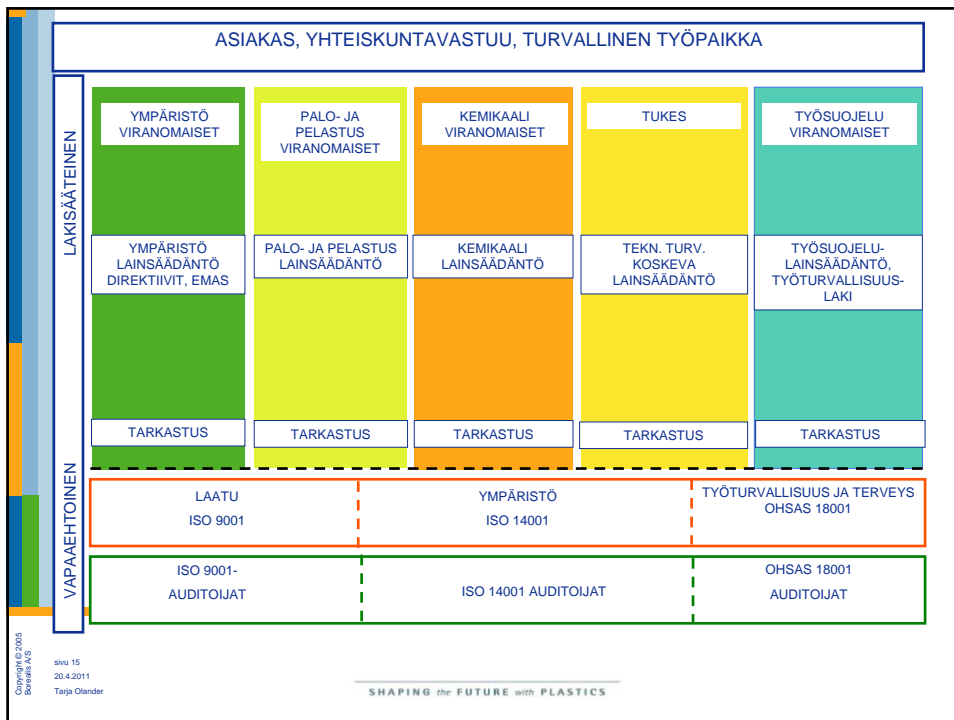 ASIAKAS, YHTEISKUNTAVASTUU, TURVALLINEN TYÖPAIKKA
LAKISÄÄTEINEN
YMPÄRISTÖ
VIRANOMAISET
PALO- JA
PELASTUS
VIRANOMAISET
KEMIKAALI
VIRANOMAISET
TUKES
TYÖSUOJELU
VIRANOMAISET
YMPÄRISTÖ
LAINSÄÄDÄNTÖ
DIREKTIIVIT, EMAS
PALO- JA PELASTUS
LAINSÄÄDÄNTÖ
KEMIKAALI
LAINSÄÄDÄNTÖ
TEKN. TURV.
KOSKEVA
LAINSÄÄDÄNTÖ
TYÖSUOJELU-
LAINSÄÄDÄNTÖ,
TYÖTURVALLISUUS-
LAKI
TARKASTUS
TARKASTUS
TARKASTUS
TARKASTUS
TARKASTUS
VAPAAEHTOINEN
LAATU
ISO 9001
YMPÄRISTÖ
ISO 14001
TYÖTURVALLISUUS JA TERVEYS
OHSAS 18001
ISO 9001-
AUDITOIJAT
ISO 14001 AUDITOIJAT
OHSAS 18001
AUDITOIJAT
Copyright © 2005
Borealis A/S
sivu 15
20.4.2011
Tarja Olander
SHAPING the FUTURE with PLASTICS